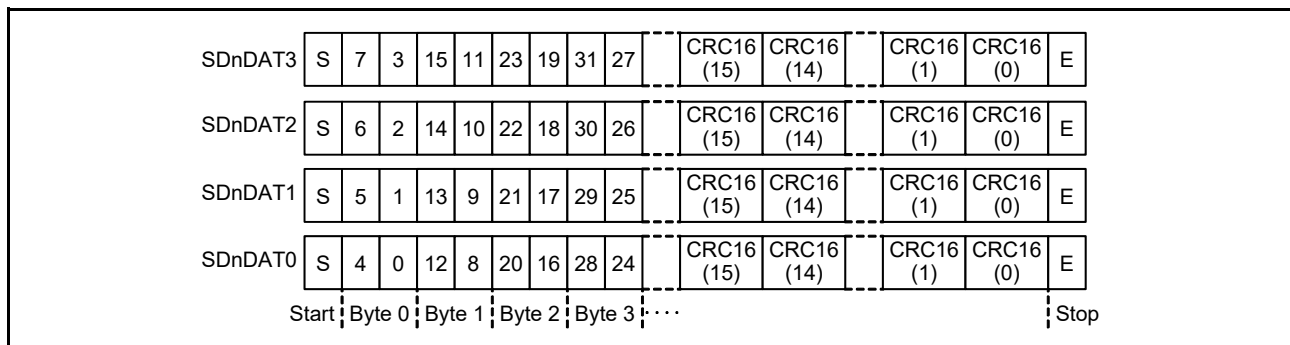 SDnDAT3 S 7 3 15 11 23 19 31 27 CRC16 (15) CRC16 (14) CRC16 (1) CRC16 (0) E
SDnDAT2 S 6 2 14 10 22 18 30 26 CRC16 (15) CRC16 (14) CRC16 (1) CRC16 (0) E
SDnDAT1 S 5 1 13 9 21 17 29 25 CRC16 (15) CRC16 (14) CRC16 (1) CRC16 (0) E
SDnDAT0 S 4 0 12 8 20 16 28 24 CRC16 (15) CRC16 (14) CRC16 (1) CRC16 (0) E
Start Byte 0 Byte 1 Byte 2 Byte 3 ···· Stop